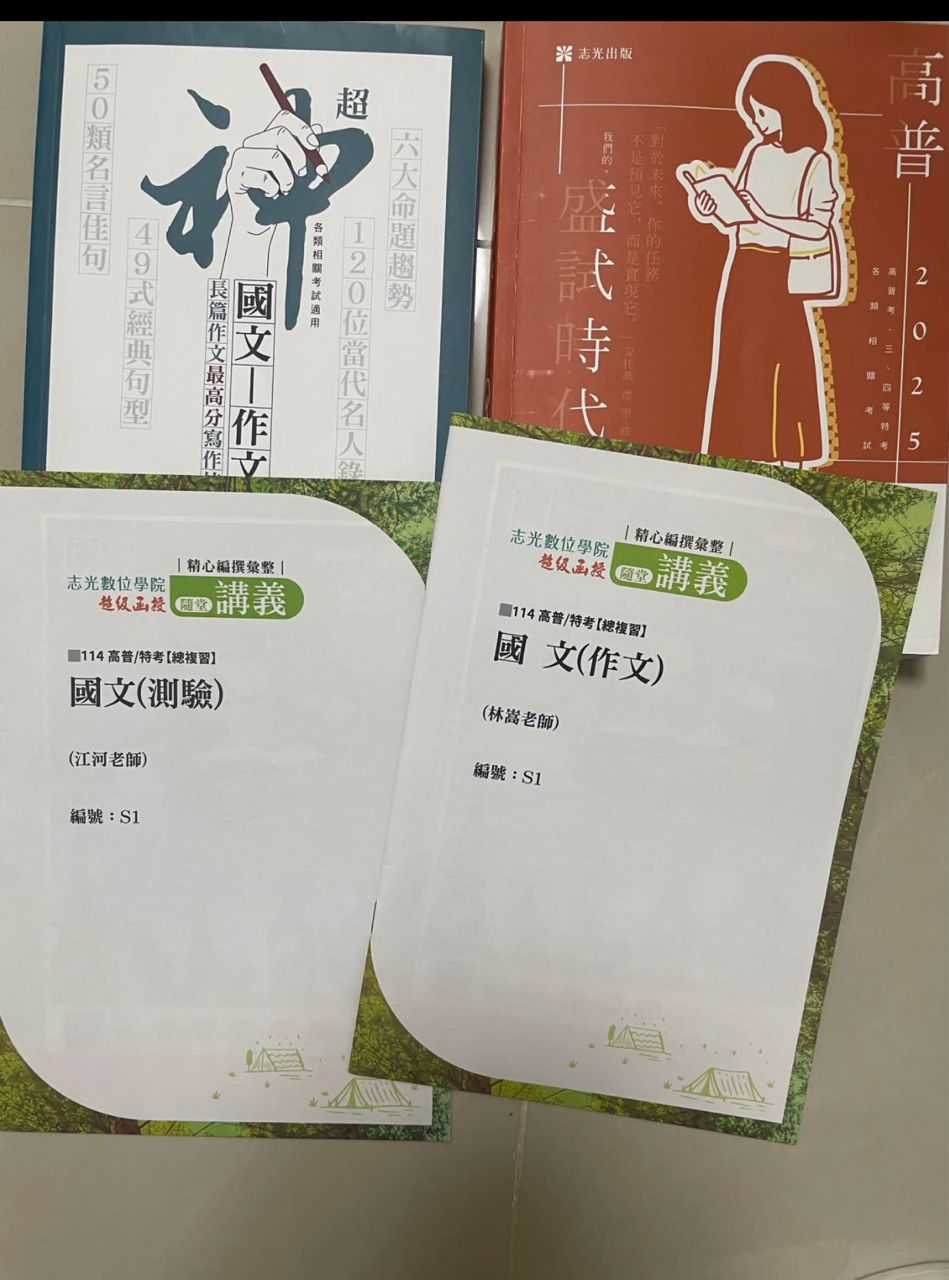 超神
各類相關考試適用
六大命題趨勢
120位當代名人錄
國文—作文
長篇作文最高分寫作
49式經典句型
50類名言佳句
志光出版
高普
2025
高普考‧三、四等特考
各類相關考試
「對於未來，你的任務
不是預見它，而是實現它。」
我們的，
盛試時代
｜精心編撰彙整｜
志光數位學院
超級函授
隨堂講義
■114 高普/特考【總複習】
國文(測驗)
(江河老師)
編號：S1
｜精心編撰彙整｜
志光數位學院
超級函授
隨堂講義
■114 高普/特考【總複習】
國 文(作文)
(林嵩老師)
編號：S1